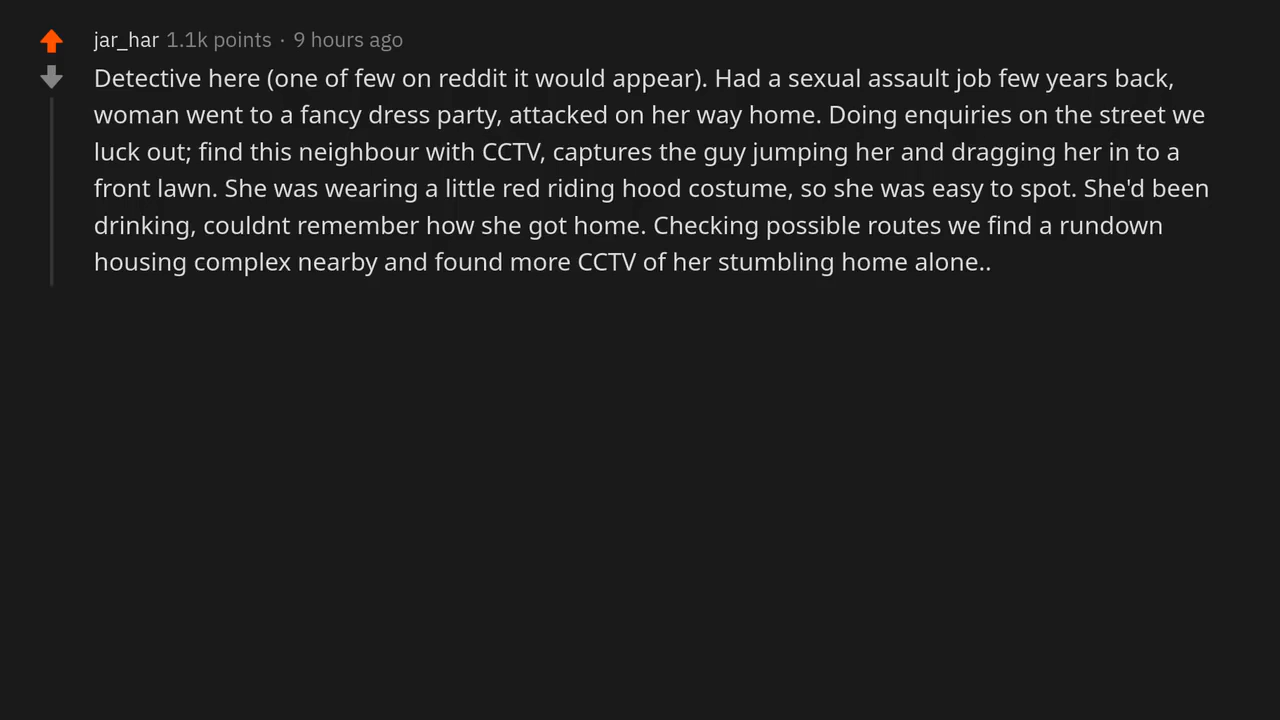 jar_har 1.1k points · 9 hours ago
Detective here (one of few on reddit it would appear). Had a sexual assault job few years back,
woman went to a fancy dress party, attacked on her way home. Doing enquiries on the street we
luck out; find this neighbour with CCTV, captures the guy jumping her and dragging her in to a
front lawn. She was wearing a little red riding hood costume, so she was easy to spot. She'd been
drinking, couldnt remember how she got home. Checking possible routes we find a rundown
housing complex nearby and found more CCTV of her stumbling home alone..